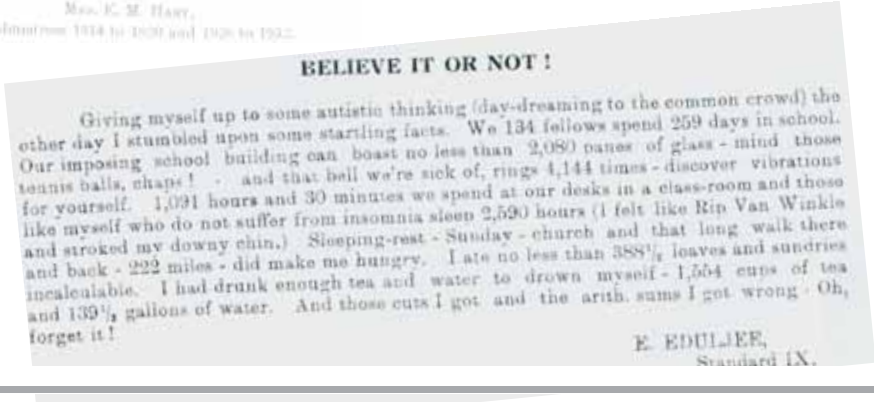 Mrs. E. M. Hart,
1914 to 1920 and 1926 to 1932.
BELIEVE IT OR NOT !
Giving myself up to some autistic thinking (day-dreaming to the common crowd) the
other day I stumbled upon some startling facts. We 134 fellows spend 259 days in school.
Our imposing school building can boast no less than 2,080 panes of glass - mind those
tennis balls, chaps ! - and that bell we're sick of, rings 4,144 times - discover vibrations
for yourself. 1,091 hours and 30 minutes we spend at our desks in a class-room and those
like myself who do not suffer from insomnia sleep 2,590 hours (I felt like Rip Van Winkle
and stroked my downy chin.) Sleeping-rest - Sunday - church and that long walk there
and back - 222 miles - did make me hungry. I ate no less than 388½ loaves and sundries
incalculable. I had drunk enough tea and water to drown myself - 1,554 cups of tea
and 139½ gallons of water. And those cuts I got and the arith. sums I got wrong - Oh,
forget it !
E. EDULJEE,
Standard IX.